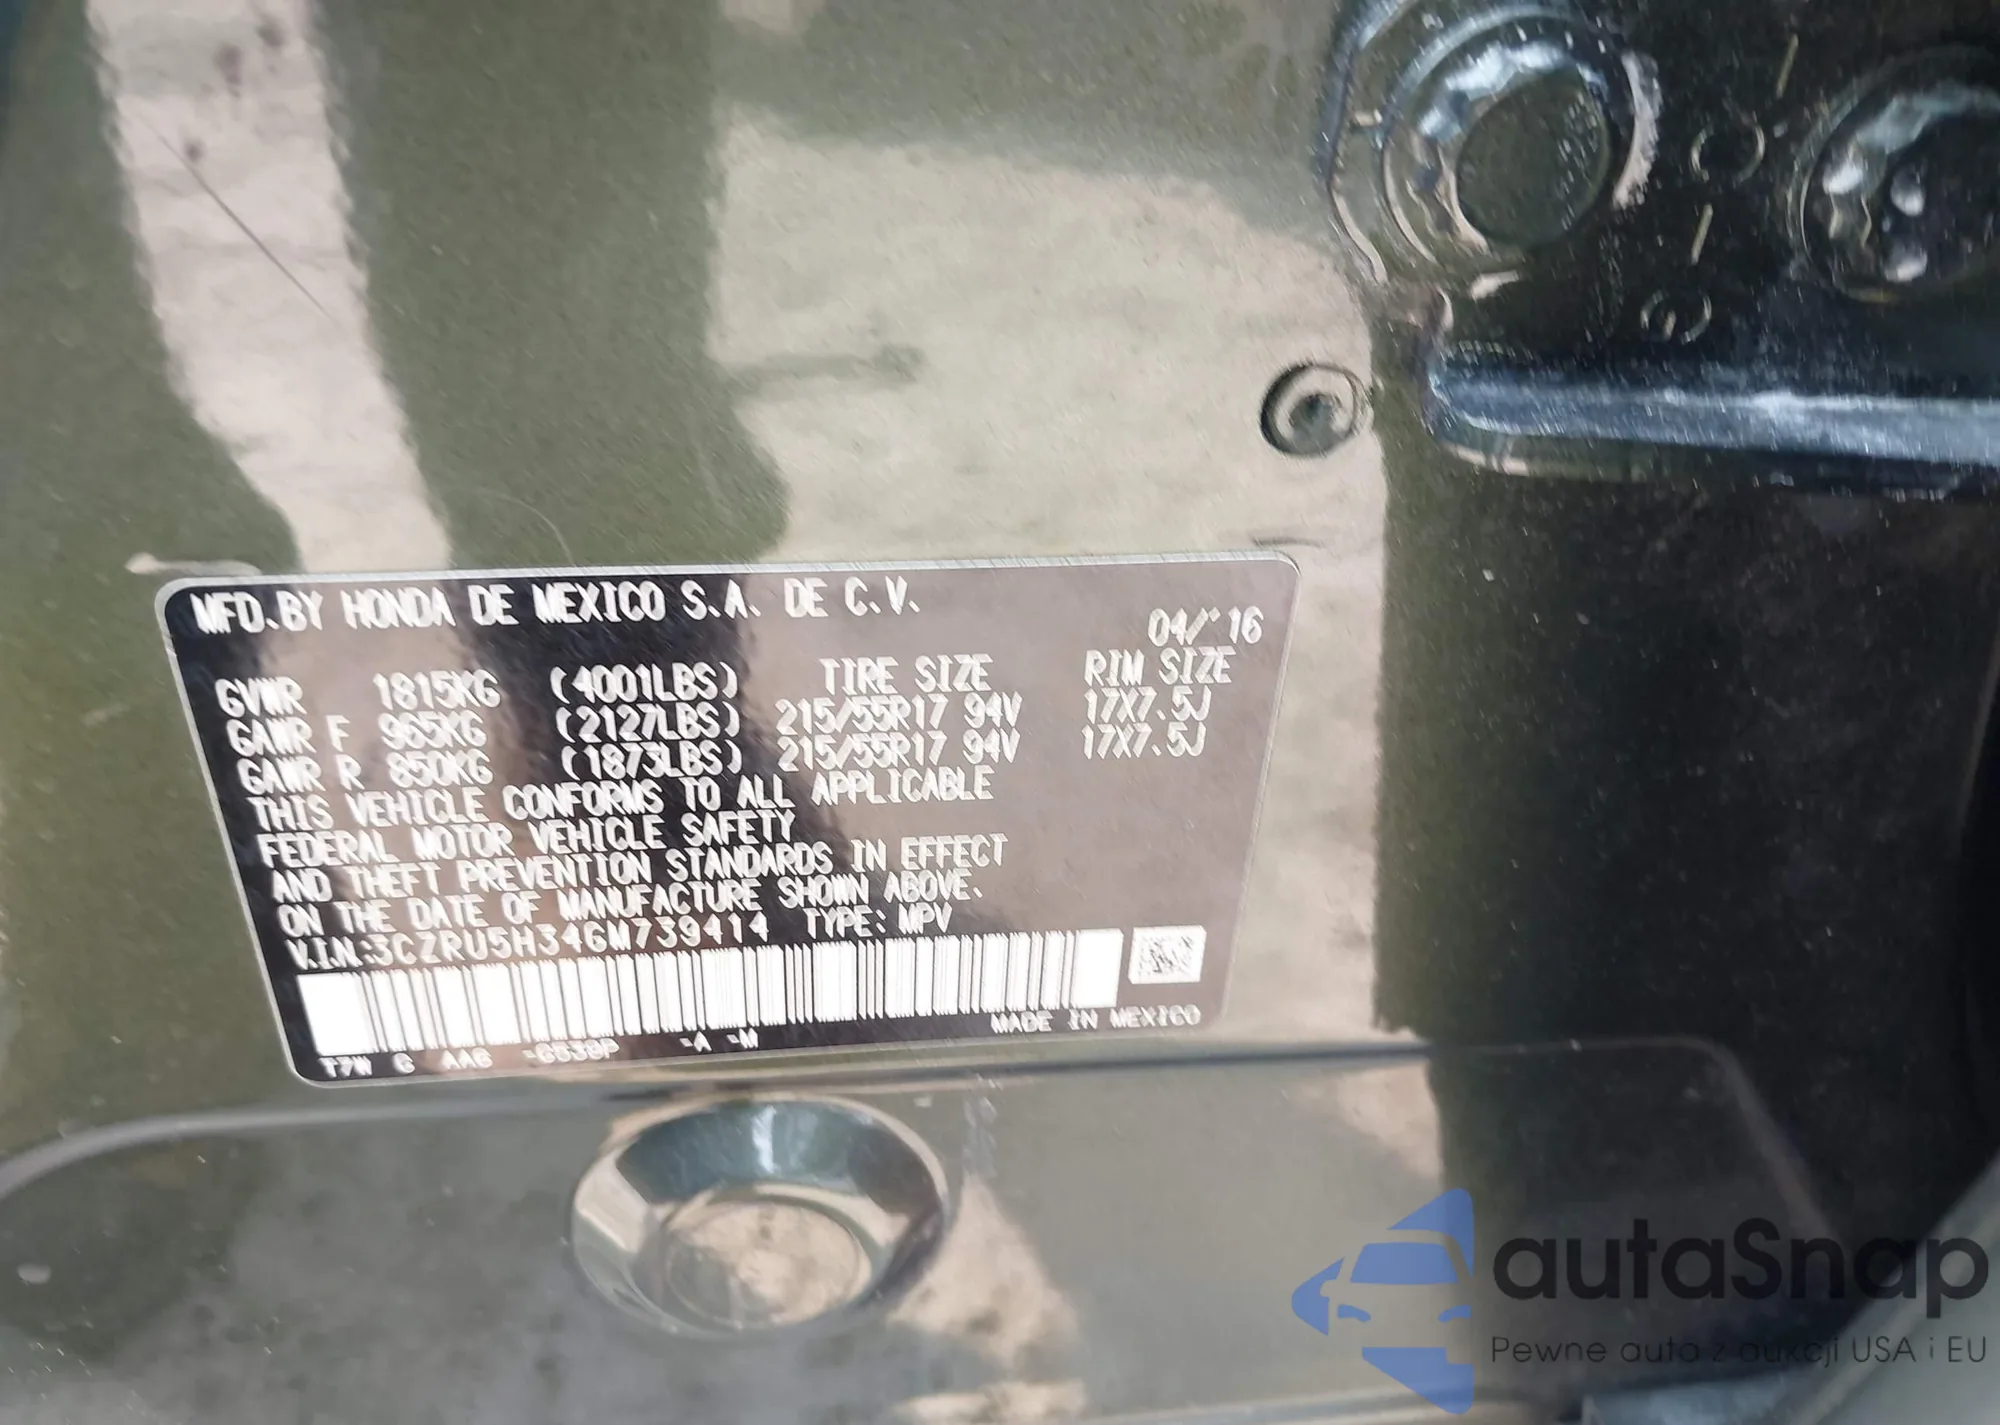 MFD.BY HONDA DE MEXICO S.A. DE C.V.
04/'16
GVWR 1815KG (4001LBS) TIRE SIZE RIM SIZE
GAWR F 965KG (2127LBS) 215/55R17 94V 17X7.5J
GAWR R 850KG (1873LBS) 215/55R17 94V 17X7.5J
THIS VEHICLE CONFORMS TO ALL APPLICABLE
FEDERAL MOTOR VEHICLE SAFETY
AND THEFT PREVENTION STANDARDS IN EFFECT
ON THE DATE OF MANUFACTURE SHOWN ABOVE.
V.I.N:3CZRU5H34GM739414 TYPE: MPV
MADE IN MEXICO
T7W G AA6 -A -M
autaSnap
Pewne auta z aukcji USA i EU